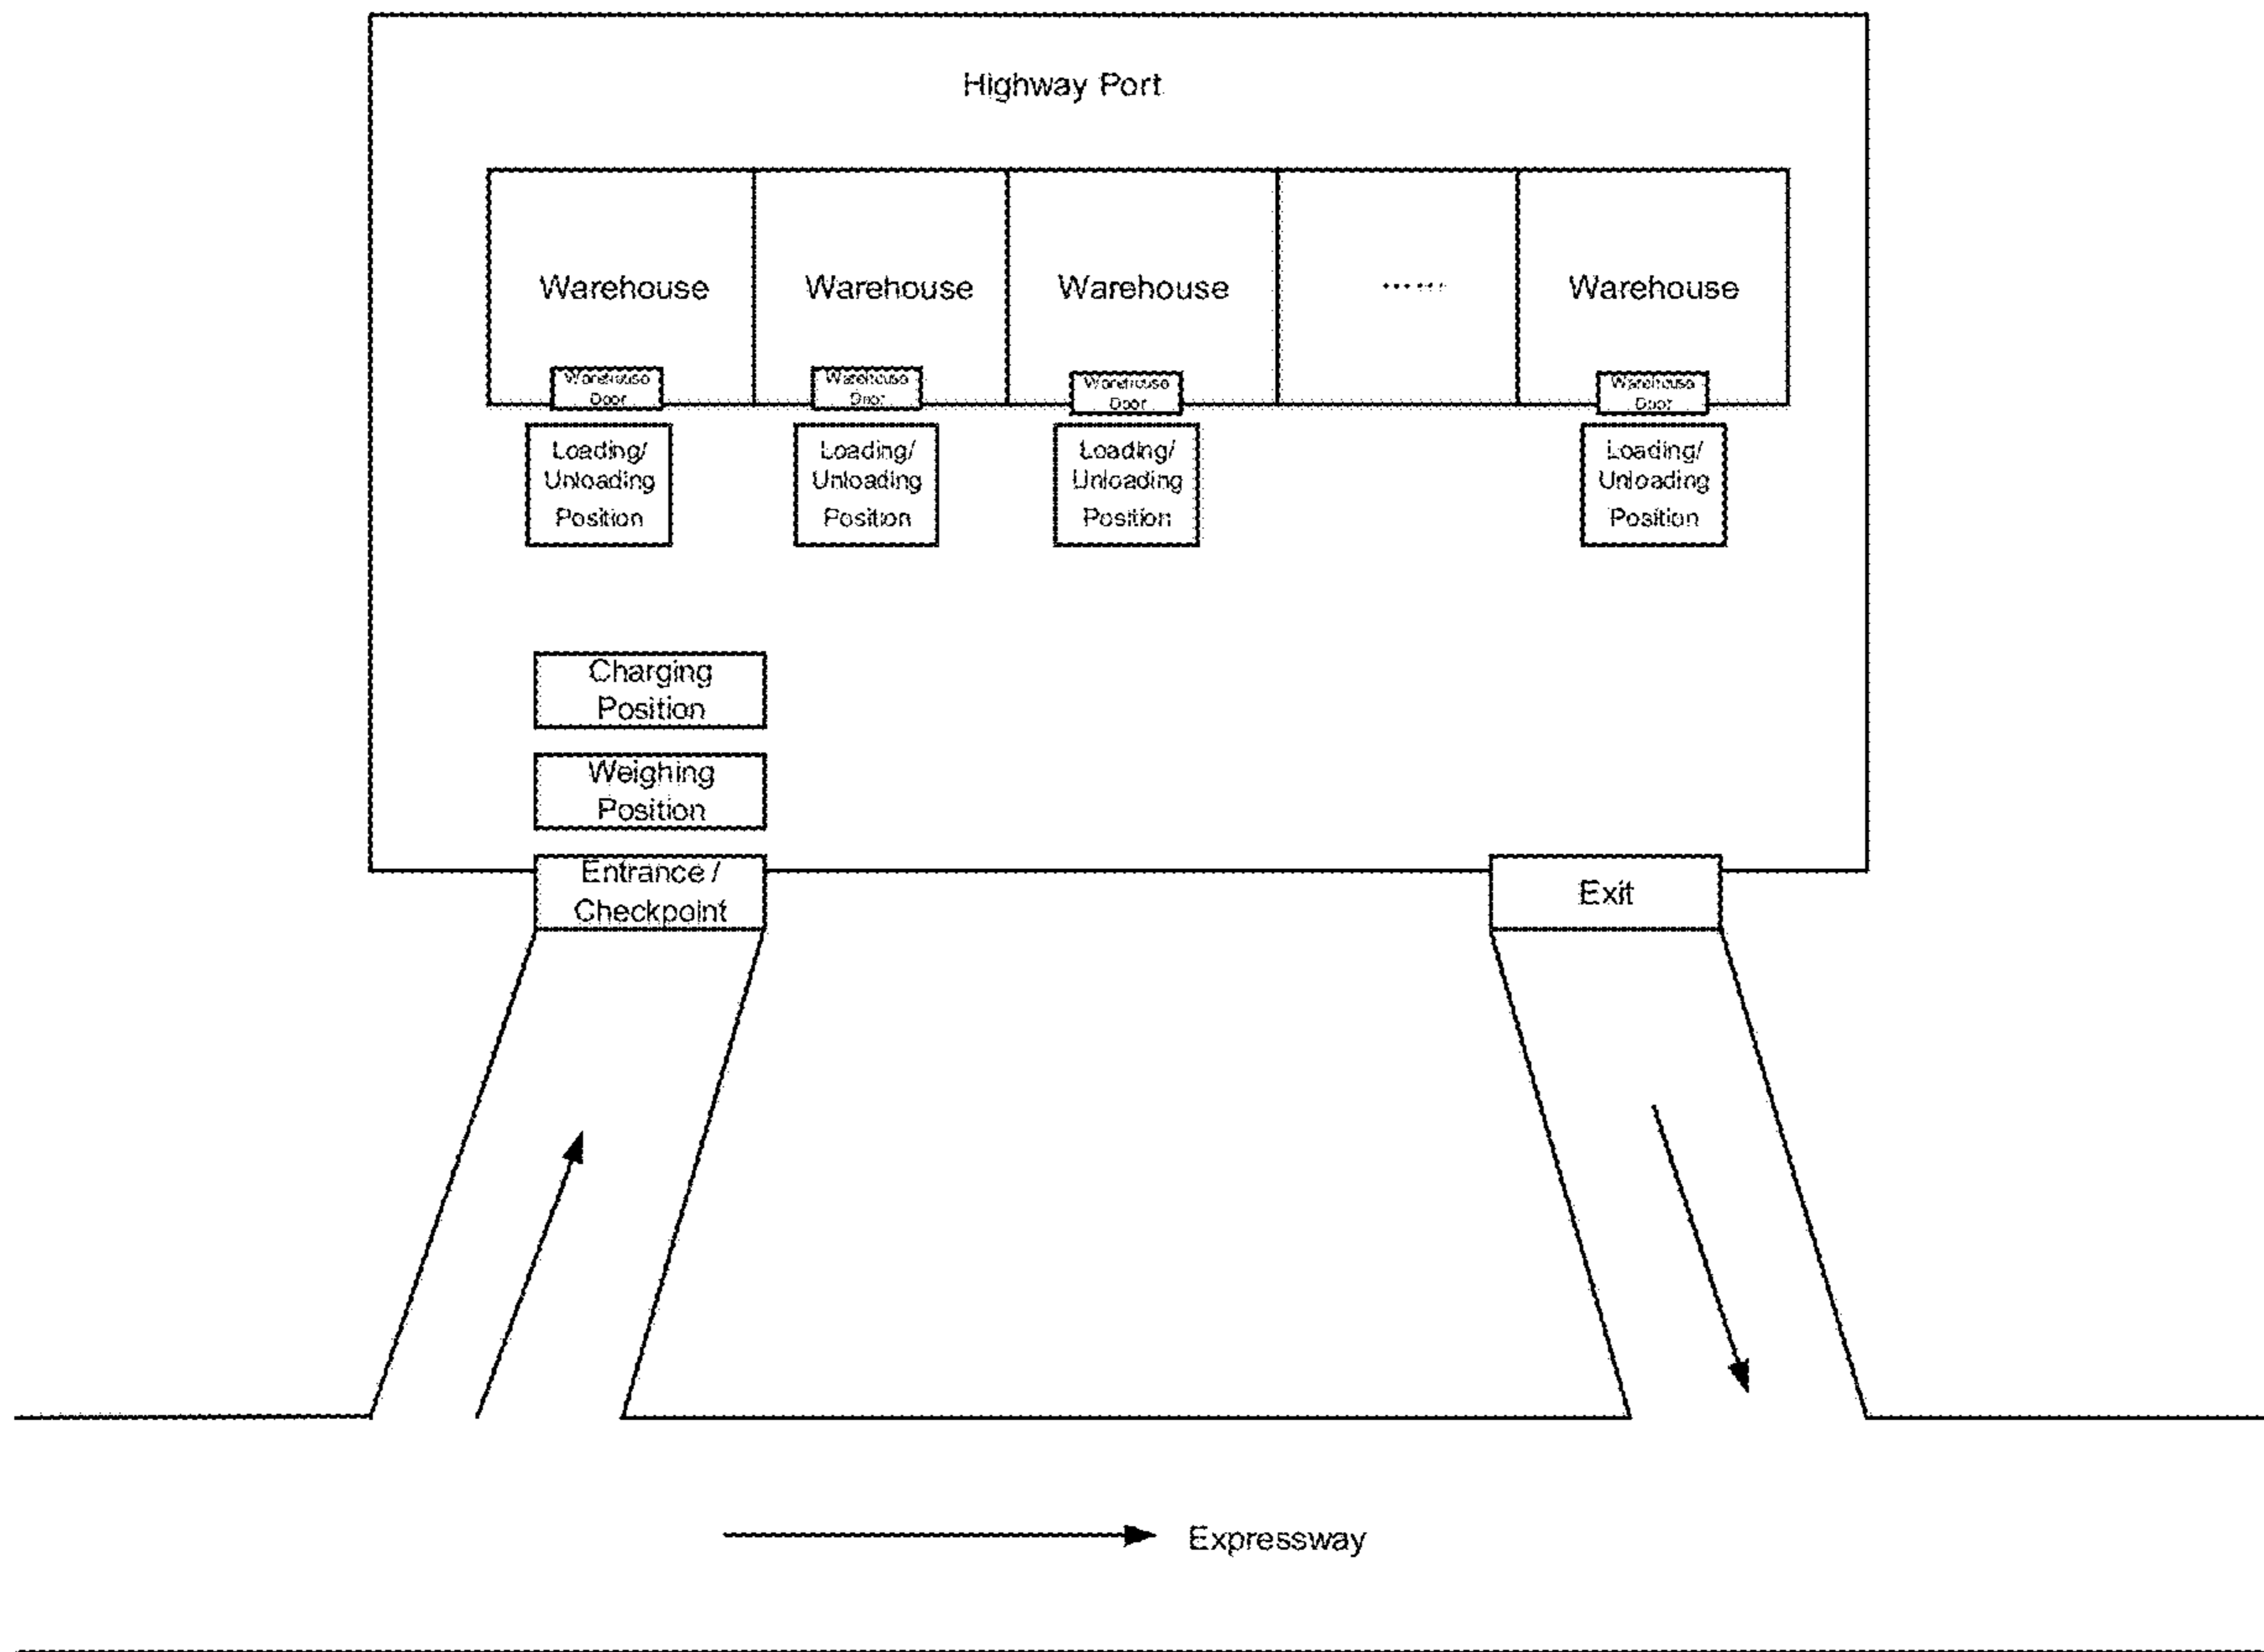 Highway Port
Warehouse
Warehouse
Warehouse
......
Warehouse
Warehouse
Door
Warehouse
Door
Warehouse
Door
Warehouse
Door
Loading/
Unloading
Position
Loading/
Unloading
Position
Loading/
Unloading
Position
Loading/
Unloading
Position
Charging
Position
Weighing
Position
Entrance /
Checkpoint
Exit
Expressway